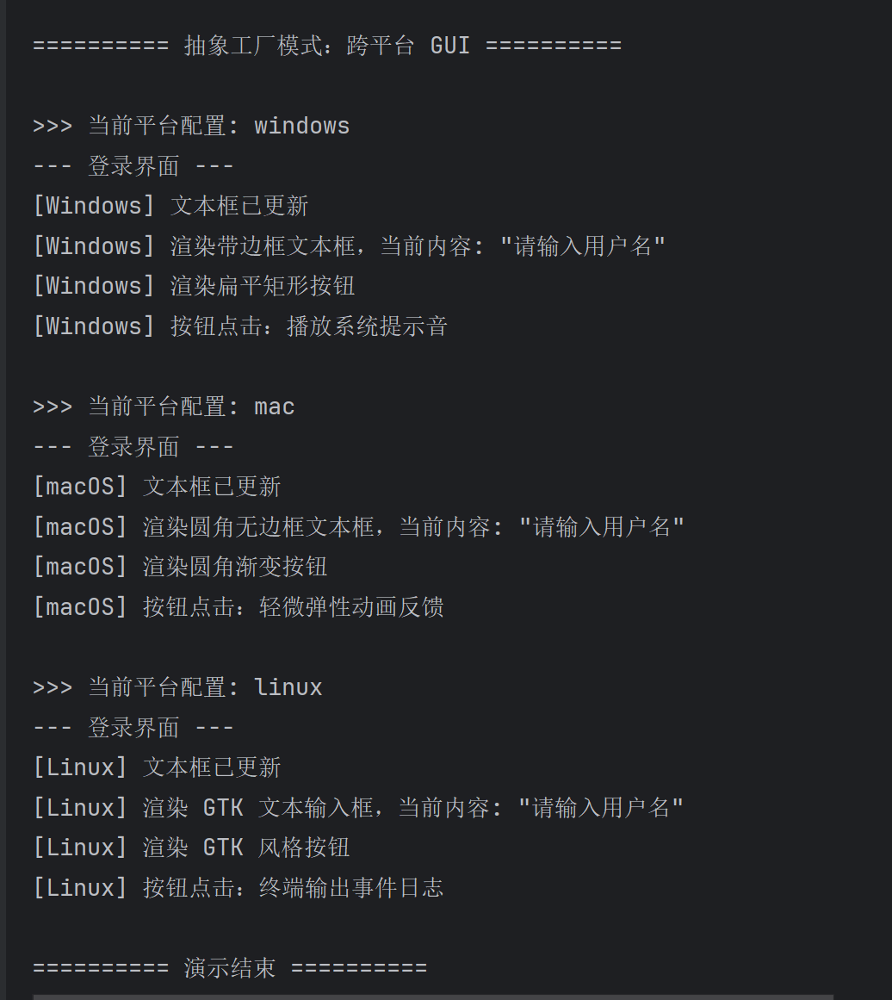 ========== 抽象工厂模式：跨平台 GUI ==========
>>> 当前平台配置: windows
--- 登录界面 ---
[Windows] 文本框已更新
[Windows] 渲染带边框文本框，当前内容: "请输入用户名"
[Windows] 渲染扁平矩形按钮
[Windows] 按钮点击：播放系统提示音
>>> 当前平台配置: mac
--- 登录界面 ---
[macOS] 文本框已更新
[macOS] 渲染圆角无边框文本框，当前内容: "请输入用户名"
[macOS] 渲染圆角渐变按钮
[macOS] 按钮点击：轻微弹性动画反馈
>>> 当前平台配置: linux
--- 登录界面 ---
[Linux] 文本框已更新
[Linux] 渲染 GTK 文本输入框，当前内容: "请输入用户名"
[Linux] 渲染 GTK 风格按钮
[Linux] 按钮点击：终端输出事件日志
========== 演示结束 ==========